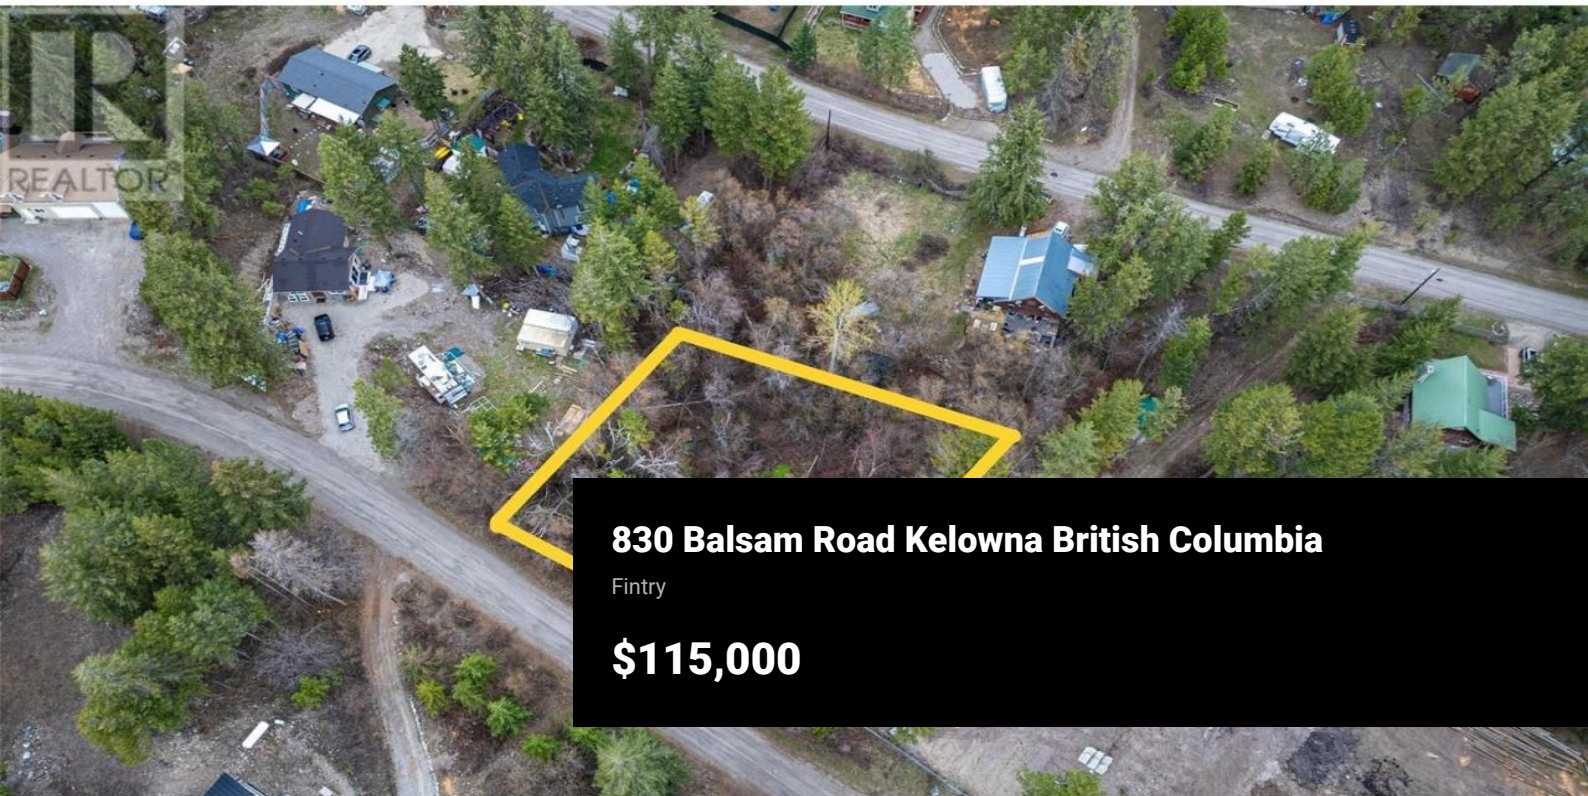 R
REALTOR
830 Balsam Road Kelowna British Columbia
Fintry
$115,000